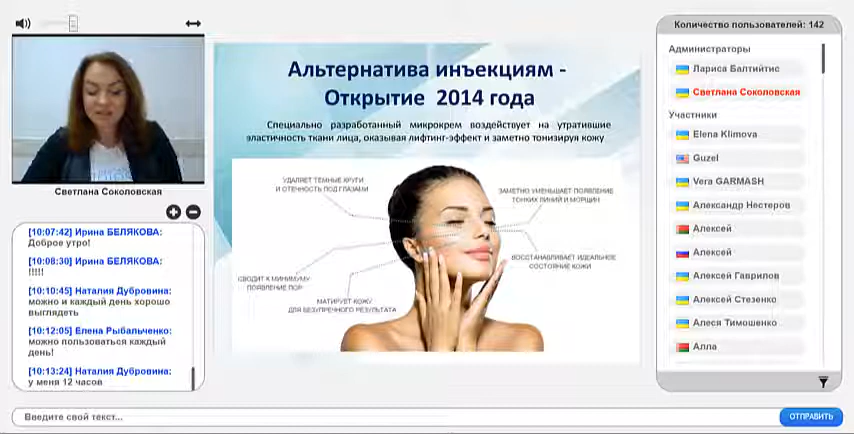 Светлана Соколовская
[10:07:42] Ирина БЕЛЯКОВА:
Доброе утро!
[10:08:30] Ирина БЕЛЯКОВА:
!!!!!
[10:10:45] Наталия Дубровина:
можно и каждый день хорошо
выглядеть
[10:12:05] Елена Рыбальченко:
можно пользоваться каждый
день!
[10:13:24] Наталия Дубровина:
у меня 12 часов
Альтернатива инъекциям -
Открытие 2014 года
Специально разработанный микрокрем воздействует на утратившие
эластичность ткани лица, оказывая лифтинг-эффект и заметно тонизируя кожу
УДАЛЯЕТ ТЕМНЫЕ КРУГИ
И ОТЕЧНОСТЬ ПОД ГЛАЗАМИ
ЗАМЕТНО УМЕНЬШАЕТ ПОЯВЛЕНИЕ
ТОНКИХ ЛИНИЙ И МОРЩИН
ВОССТАНАВЛИВАЕТ ИДЕАЛЬНОЕ
СОСТОЯНИЕ КОЖИ
СВОДИТ К МИНИМУМУ
ПОЯВЛЕНИЕ ПОР
МАТИРУЕТ КОЖУ
ДЛЯ БЕЗУПРЕЧНОГО РЕЗУЛЬТАТА
Количество пользователей: 142
Администраторы
Лариса Балтийтис
Светлана Соколовская
Участники
Elena Klimova
Guzel
Vera GARMASH
Александр Нестеров
Алексей
Алексей
Алексей Гаврилов
Алексей Стезенко
Алеся Тимошенко
Алла
Введите свой текст...
ОТПРАВИТЬ